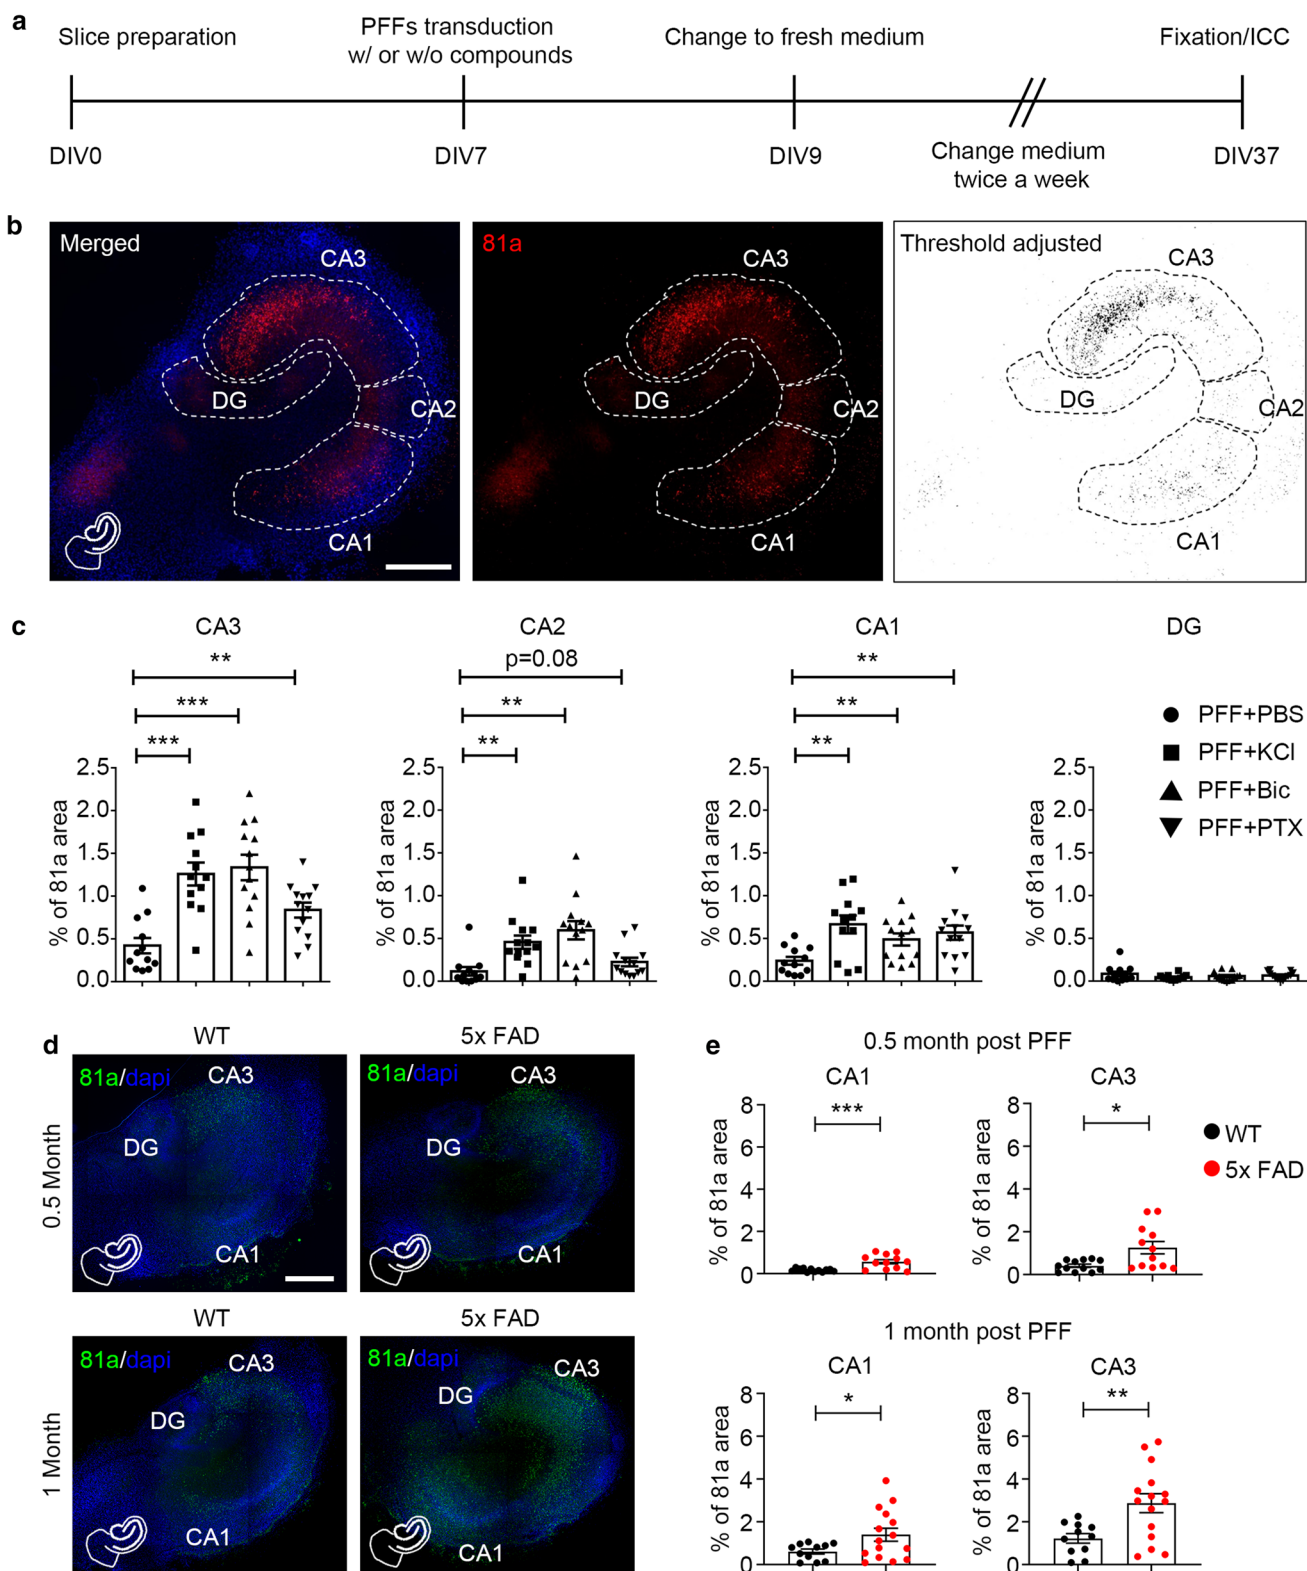 a
Slice preparation
PFFs transduction
w/ or w/o compounds
Change to fresh medium
Fixation/ICC
DIV0
DIV7
DIV9
Change medium
twice a week
DIV37
b
Merged
CA3
DG
CA2
CA1
81a
CA3
DG
CA2
CA1
Threshold adjusted
CA3
DG
CA2
CA1
c
CA3
**
***
***
% of 81a area
2.5
2.0
1.5
1.0
0.5
0.0
CA2
p=0.08
**
**
% of 81a area
2.5
2.0
1.5
1.0
0.5
0.0
CA1
**
**
**
% of 81a area
2.5
2.0
1.5
1.0
0.5
0.0
DG
% of 81a area
2.5
2.0
1.5
1.0
0.5
0.0
PFF+PBS
PFF+KCl
PFF+Bic
PFF+PTX
d
WT
5x FAD
0.5 Month
81a/dapi
CA3
DG
CA1
81a/dapi
CA3
DG
CA1
WT
5x FAD
1 Month
81a/dapi
CA3
DG
CA1
81a/dapi
CA3
DG
CA1
e
0.5 month post PFF
CA1
***
% of 81a area
8
6
4
2
0
CA3
*
% of 81a area
8
6
4
2
0
WT
5x FAD
1 month post PFF
CA1
*
% of 81a area
8
6
4
2
0
CA3
**
% of 81a area
8
6
4
2
0